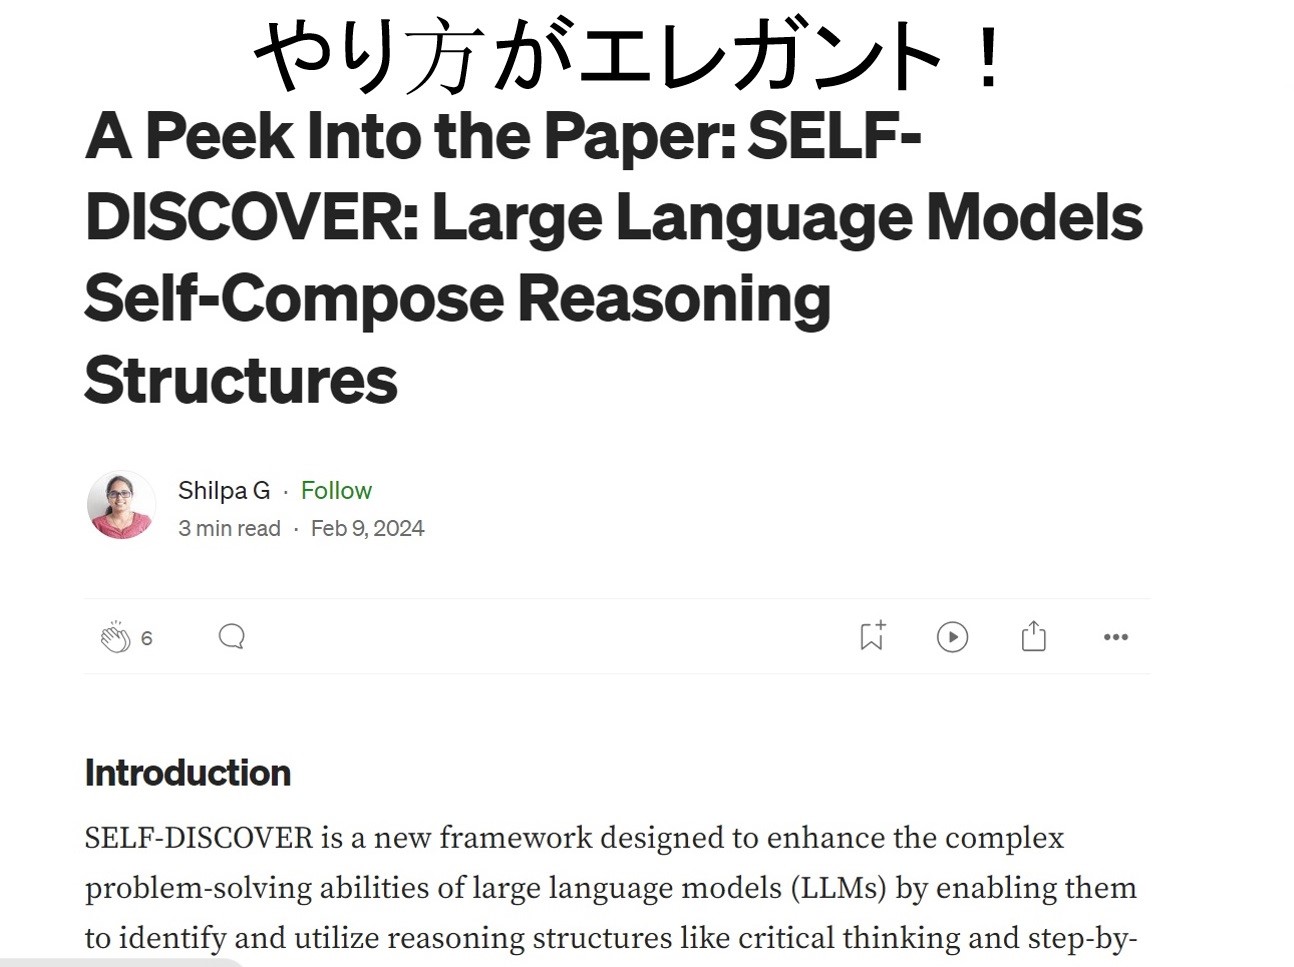 やり方がエレガント！
A Peek Into the Paper: SELF-
DISCOVER: Large Language Models
Self-Compose Reasoning
Structures
Shilpa G · Follow
3 min read · Feb 9, 2024
6
Introduction
SELF-DISCOVER is a new framework designed to enhance the complex
problem-solving abilities of large language models (LLMs) by enabling them
to identify and utilize reasoning structures like critical thinking and step-by-